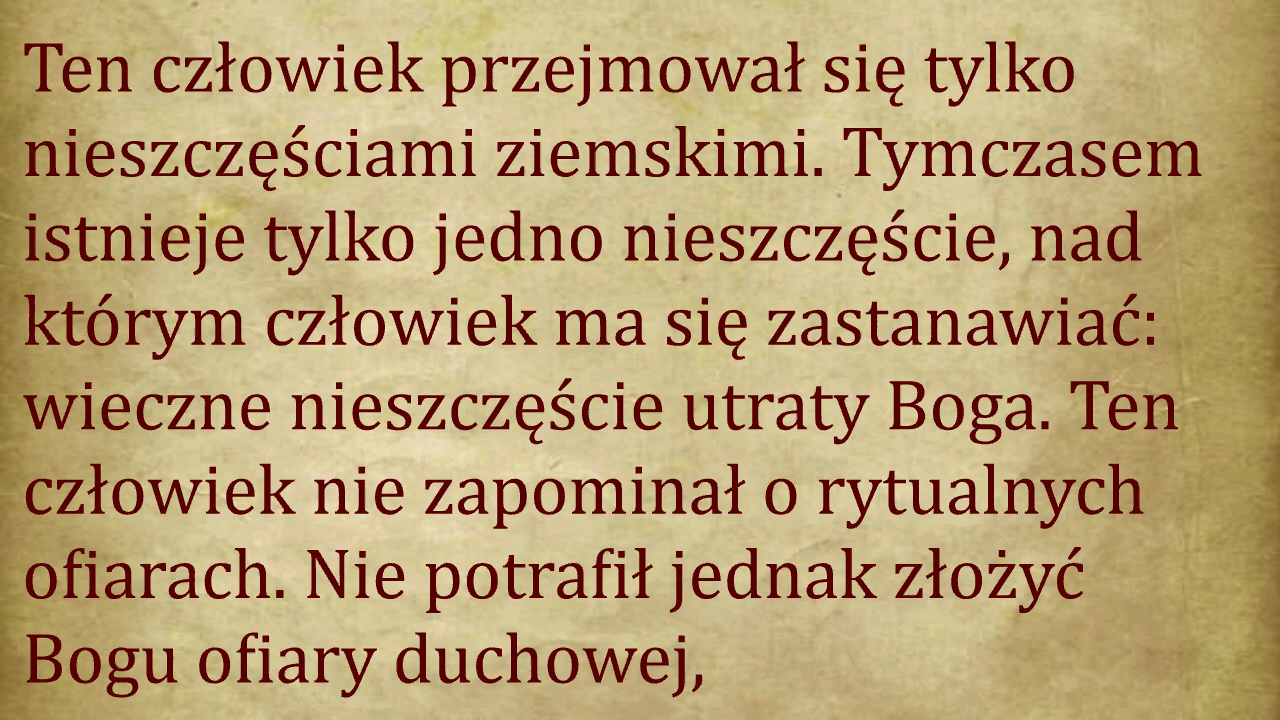 Ten człowiek przejmował się tylko
nieszczęściami ziemskimi. Tymczasem
istnieje tylko jedno nieszczęście, nad
którym człowiek ma się zastanawiać:
wieczne nieszczęście utraty Boga. Ten
człowiek nie zapominał o rytualnych
ofiarach. Nie potrafił jednak złożyć
Bogu ofiary duchowej,